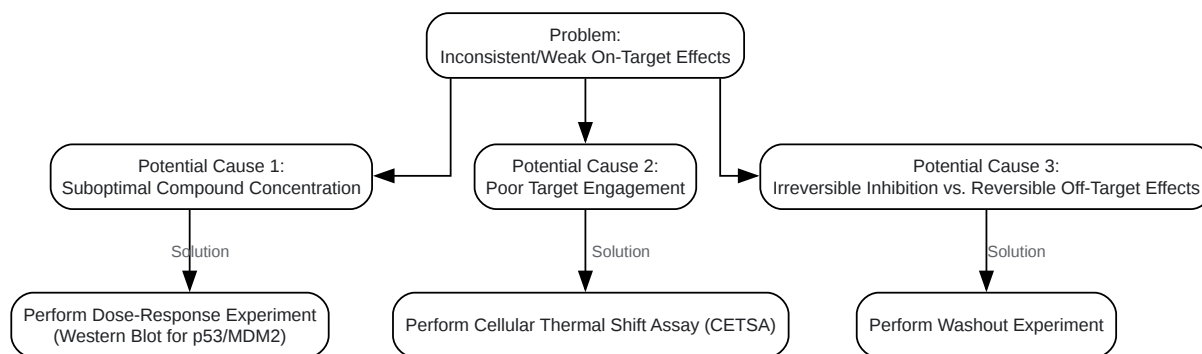 Problem:
Inconsistent/Weak On-Target Effects
Potential Cause 1:
Suboptimal Compound Concentration
Potential Cause 2:
Poor Target Engagement
Potential Cause 3:
Irreversible Inhibition vs. Reversible Off-Target Effects
Solution
Solution
Solution
Perform Dose-Response Experiment
(Western Blot for p53/MDM2)
Perform Cellular Thermal Shift Assay (CETSA)
Perform Washout Experiment